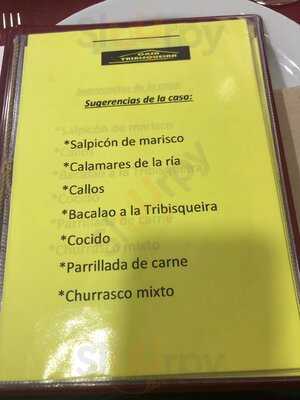 CASA
TRIBISQUEIRA
Sugerencias de la casa:
*Salpicón de marisco
*Calamares de la ría
*Callos
*Bacalao a la Tribisqueira
*Cocido
*Parrillada de carne
*Churrasco mixto